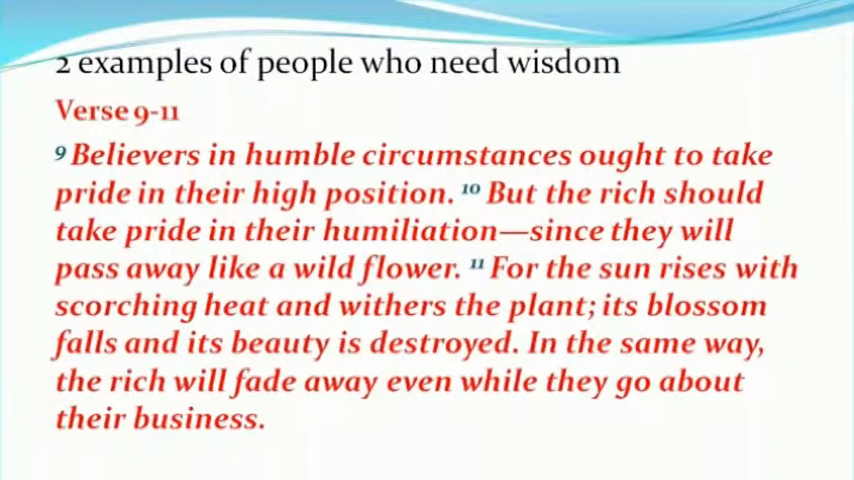 2 examples of people who need wisdom
Verse 9-11
9 Believers in humble circumstances ought to take
pride in their high position. 10 But the rich should
take pride in their humiliation—since they will
pass away like a wild flower. 11 For the sun rises with
scorching heat and withers the plant; its blossom
falls and its beauty is destroyed. In the same way,
the rich will fade away even while they go about
their business.